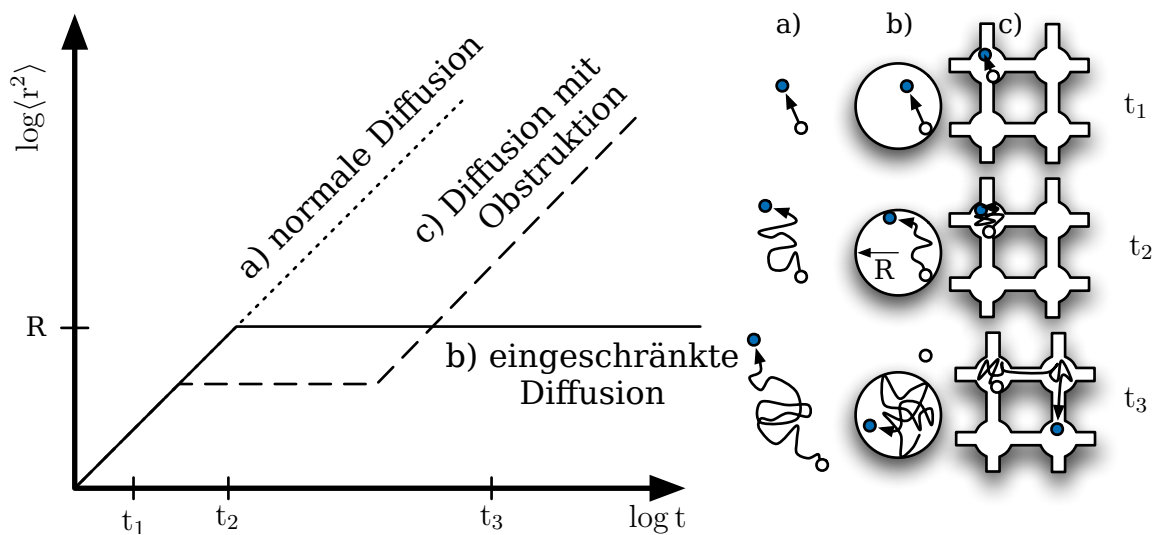 log⟨r²⟩
a) normale Diffusion
c) Diffusion mit
Obstruktion
R
b) eingeschränkte
Diffusion
t₁
t₂
t₃
log t
a)
b)
c)
t₁
R
t₂
t₃